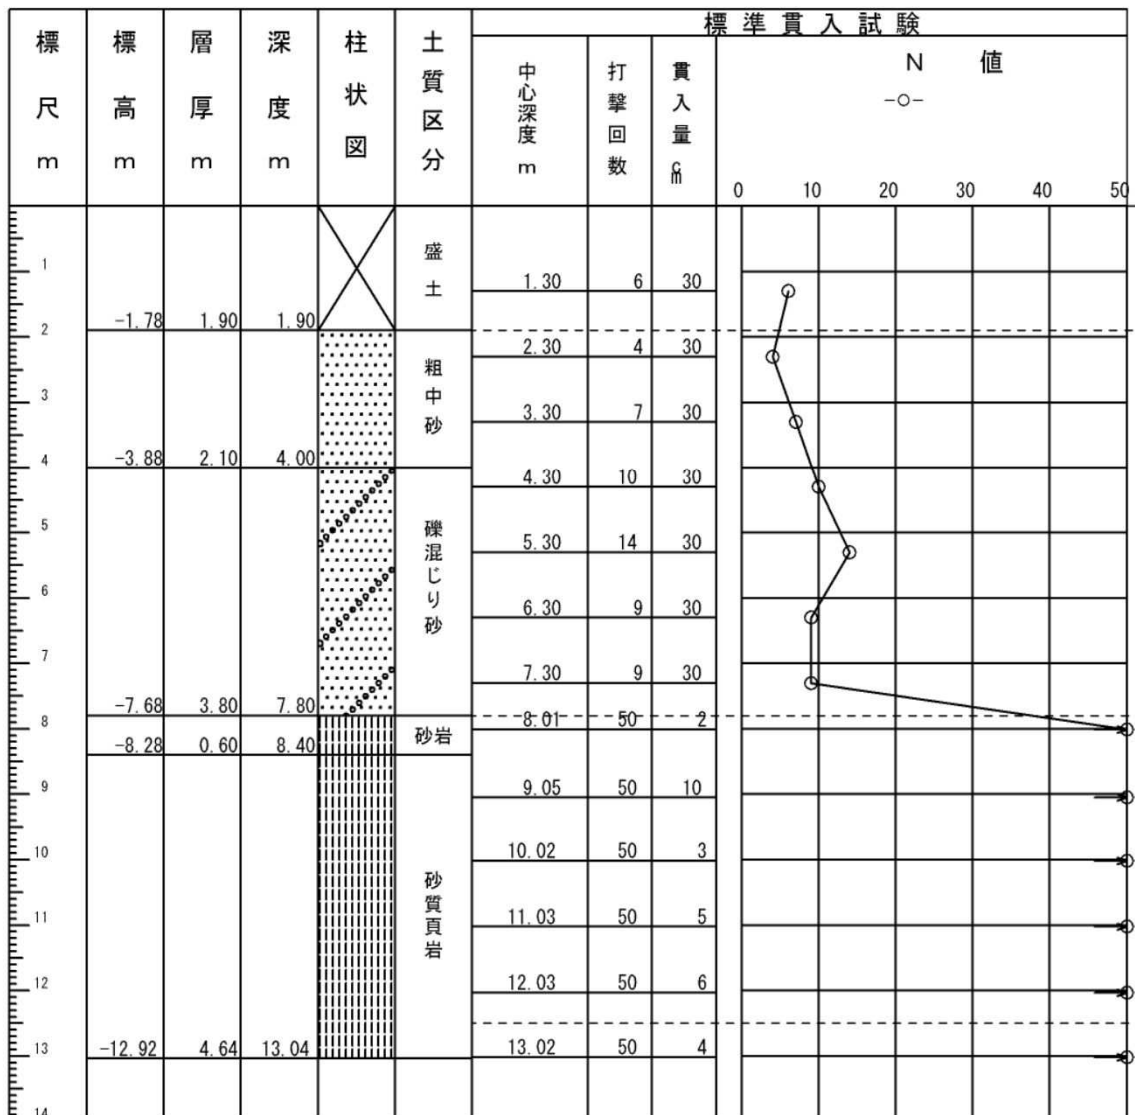 標尺 m
標高 m
層厚 m
深度 m
柱状図
土質区分
標準貫入試験
中心深度 m
打撃回数
貫入量 cm
N 値
-○-
0 10 20 30 40 50
1
盛土
1.30 6 30
-1.78 1.90 1.90
2
2.30 4 30
粗中砂
3
3.30 7 30
-3.88 2.10 4.00
4
4.30 10 30
5
礫混じり砂
5.30 14 30
6
6.30 9 30
7
7.30 9 30
-7.68 3.80 7.80
8
8.01 50 2
砂岩
-8.28 0.60 8.40
9
9.05 50 10
10
10.02 50 3
砂質頁岩
11
11.03 50 5
12
12.03 50 6
13
-12.92 4.64 13.04
13.02 50 4
14